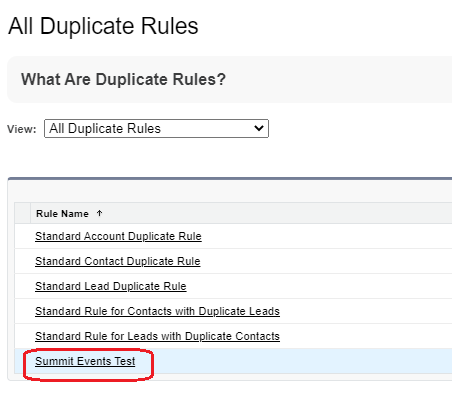 All Duplicate Rules
What Are Duplicate Rules?
View: All Duplicate Rules
Rule Name ↑
Standard Account Duplicate Rule
Standard Contact Duplicate Rule
Standard Lead Duplicate Rule
Standard Rule for Contacts with Duplicate Leads
Standard Rule for Leads with Duplicate Contacts
Summit Events Test